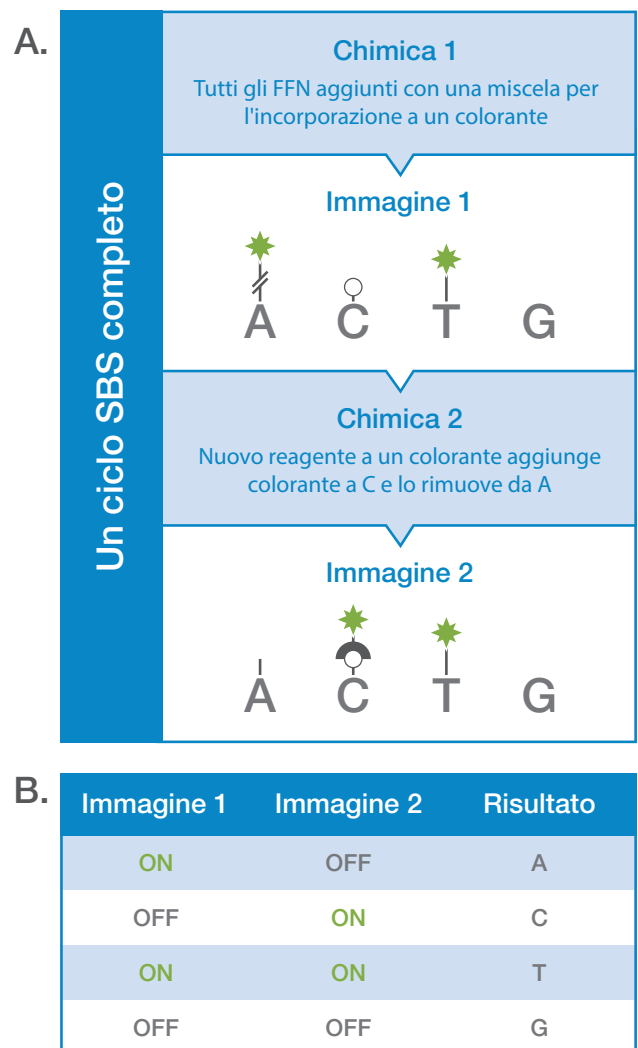 A.
Un ciclo SBS completo
Chimica 1
Tutti gli FFN aggiunti con una miscela per
l'incorporazione a un colorante
Immagine 1
A C T G
Chimica 2
Nuovo reagente a un colorante aggiunge
colorante a C e lo rimuove da A
Immagine 2
A C T G
B.
Immagine 1 Immagine 2 Risultato
ON OFF A
OFF ON C
ON ON T
OFF OFF G